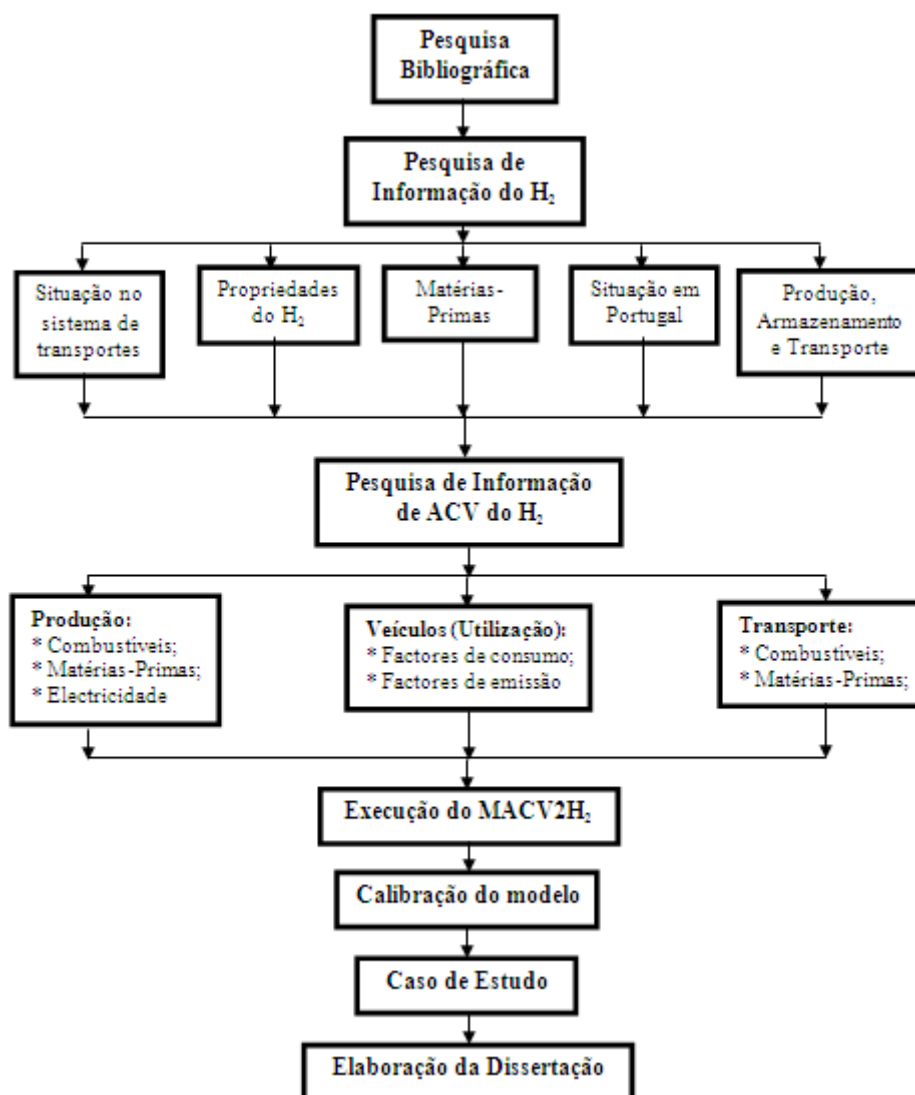 Pesquisa
Bibliográfica
Pesquisa de
Informação do H₂
Situação no
sistema de
transportes
Propriedades
do H₂
Matérias-
Primas
Situação em
Portugal
Produção,
Armazenamento
e Transporte
Pesquisa de Informação
de ACV do H₂
Produção:
* Combustíveis;
* Matérias-Primas;
* Electricidade
Veículos (Utilização):
* Factores de consumo;
* Factores de emissão
Transporte:
* Combustíveis;
* Matérias-Primas;
Execução do MACV2H₂
Calibração do modelo
Caso de Estudo
Elaboração da Dissertação